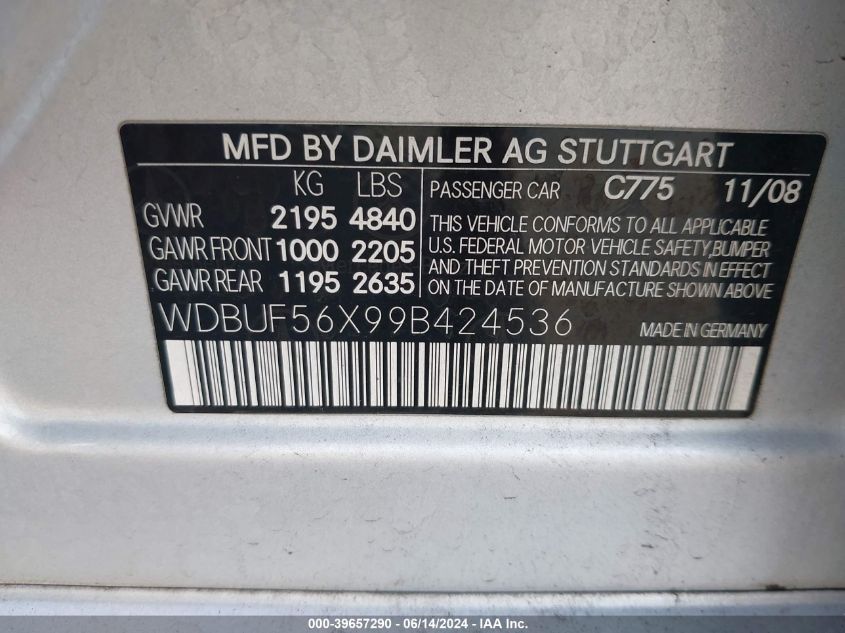 MFD BY DAIMLER AG STUTTGART
KG LBS
GVWR 2195 4840
GAWR FRONT 1000 2205
GAWR REAR 1195 2635
PASSENGER CAR C775 11/08
THIS VEHICLE CONFORMS TO ALL APPLICABLE
U.S. FEDERAL MOTOR VEHICLE SAFETY,BUMPER
AND THEFT PREVENTION STANDARDS IN EFFECT
ON THE DATE OF MANUFACTURE SHOWN ABOVE
WDBUF56X99B424536 MADE IN GERMANY
000-39657290 - 06/14/2024 - IAAI, Inc.